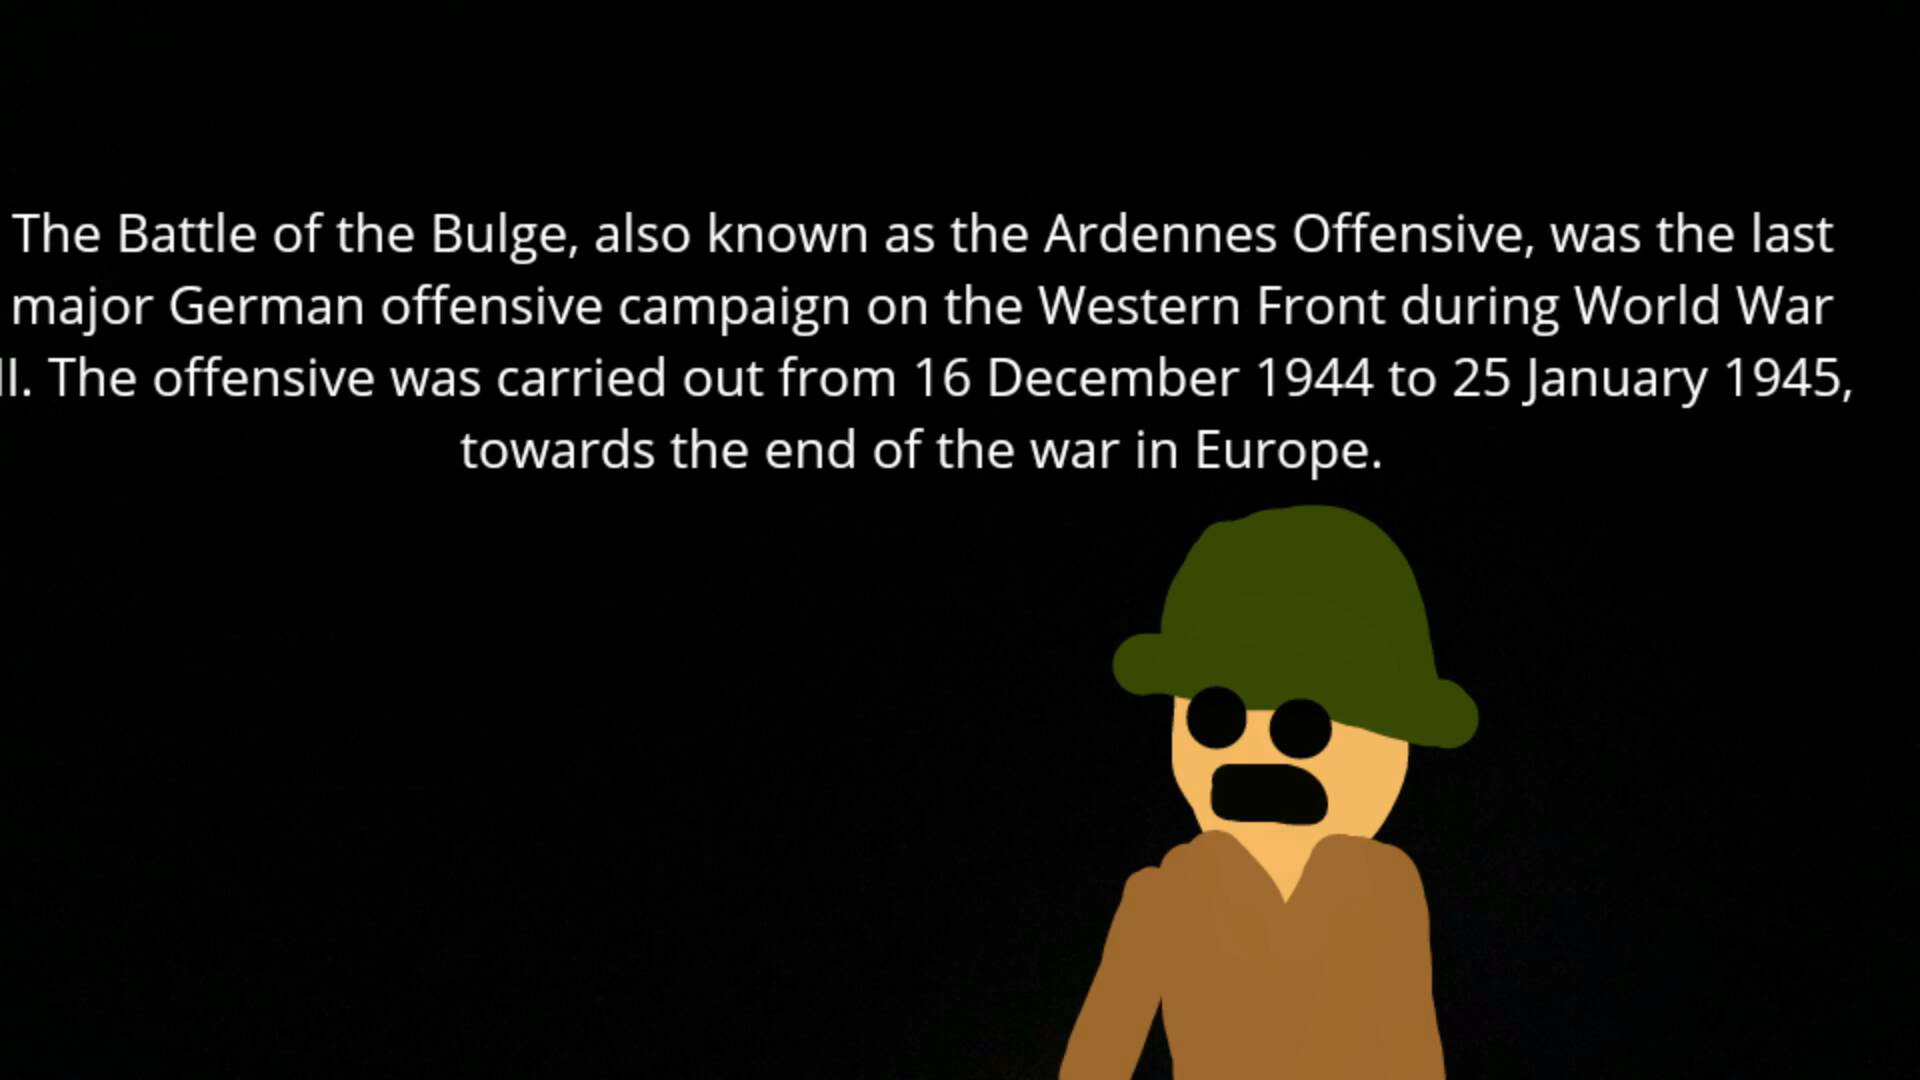 The Battle of the Bulge, also known as the Ardennes Offensive, was the last
major German offensive campaign on the Western Front during World War
II. The offensive was carried out from 16 December 1944 to 25 January 1945,
towards the end of the war in Europe.